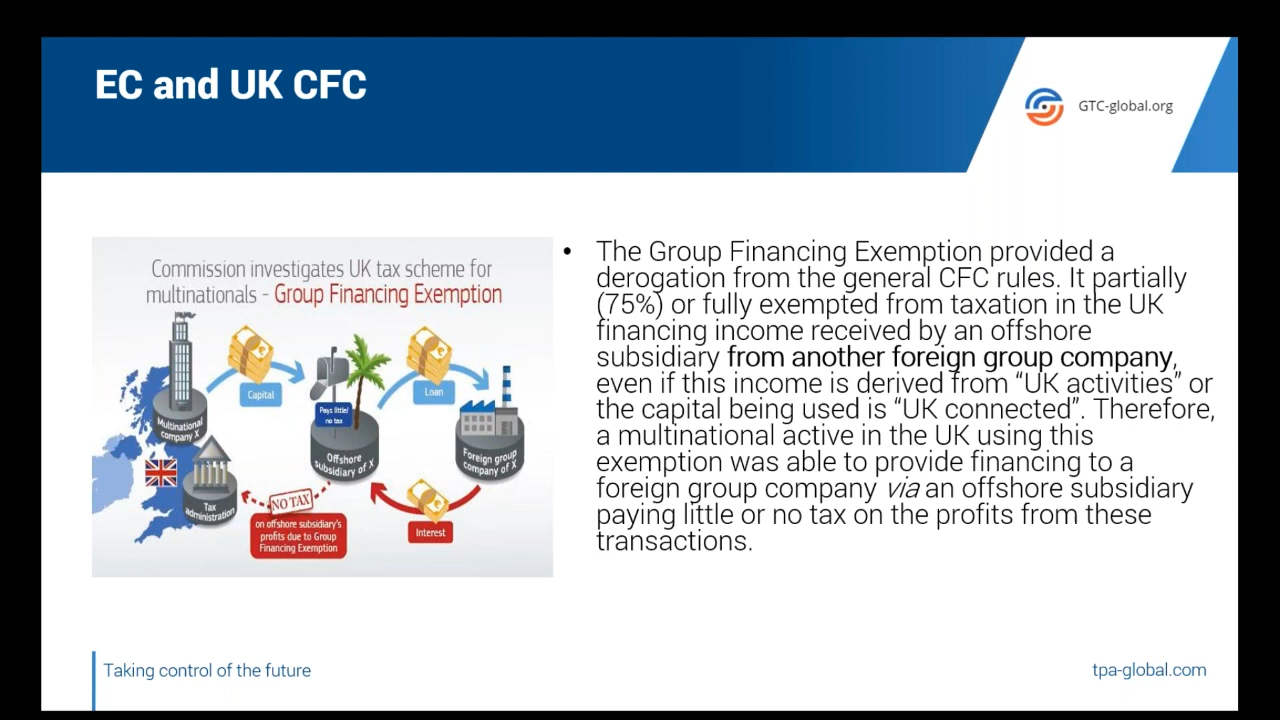 EC and UK CFC
GTC-global.org
Commission investigates UK tax scheme for
multinationals - Group Financing Exemption
Capital
Loan
Pays little/
no tax
Multinational
company X
Offshore
subsidiary of X
Foreign group
company of X
Tax
administration
NO TAX
on offshore subsidiary's
profits due to Group
Financing Exemption
Interest
• The Group Financing Exemption provided a
derogation from the general CFC rules. It partially
(75%) or fully exempted from taxation in the UK
financing income received by an offshore
subsidiary from another foreign group company,
even if this income is derived from “UK activities” or
the capital being used is “UK connected”. Therefore,
a multinational active in the UK using this
exemption was able to provide financing to a
foreign group company via an offshore subsidiary
paying little or no tax on the profits from these
transactions.
Taking control of the future
tpa-global.com